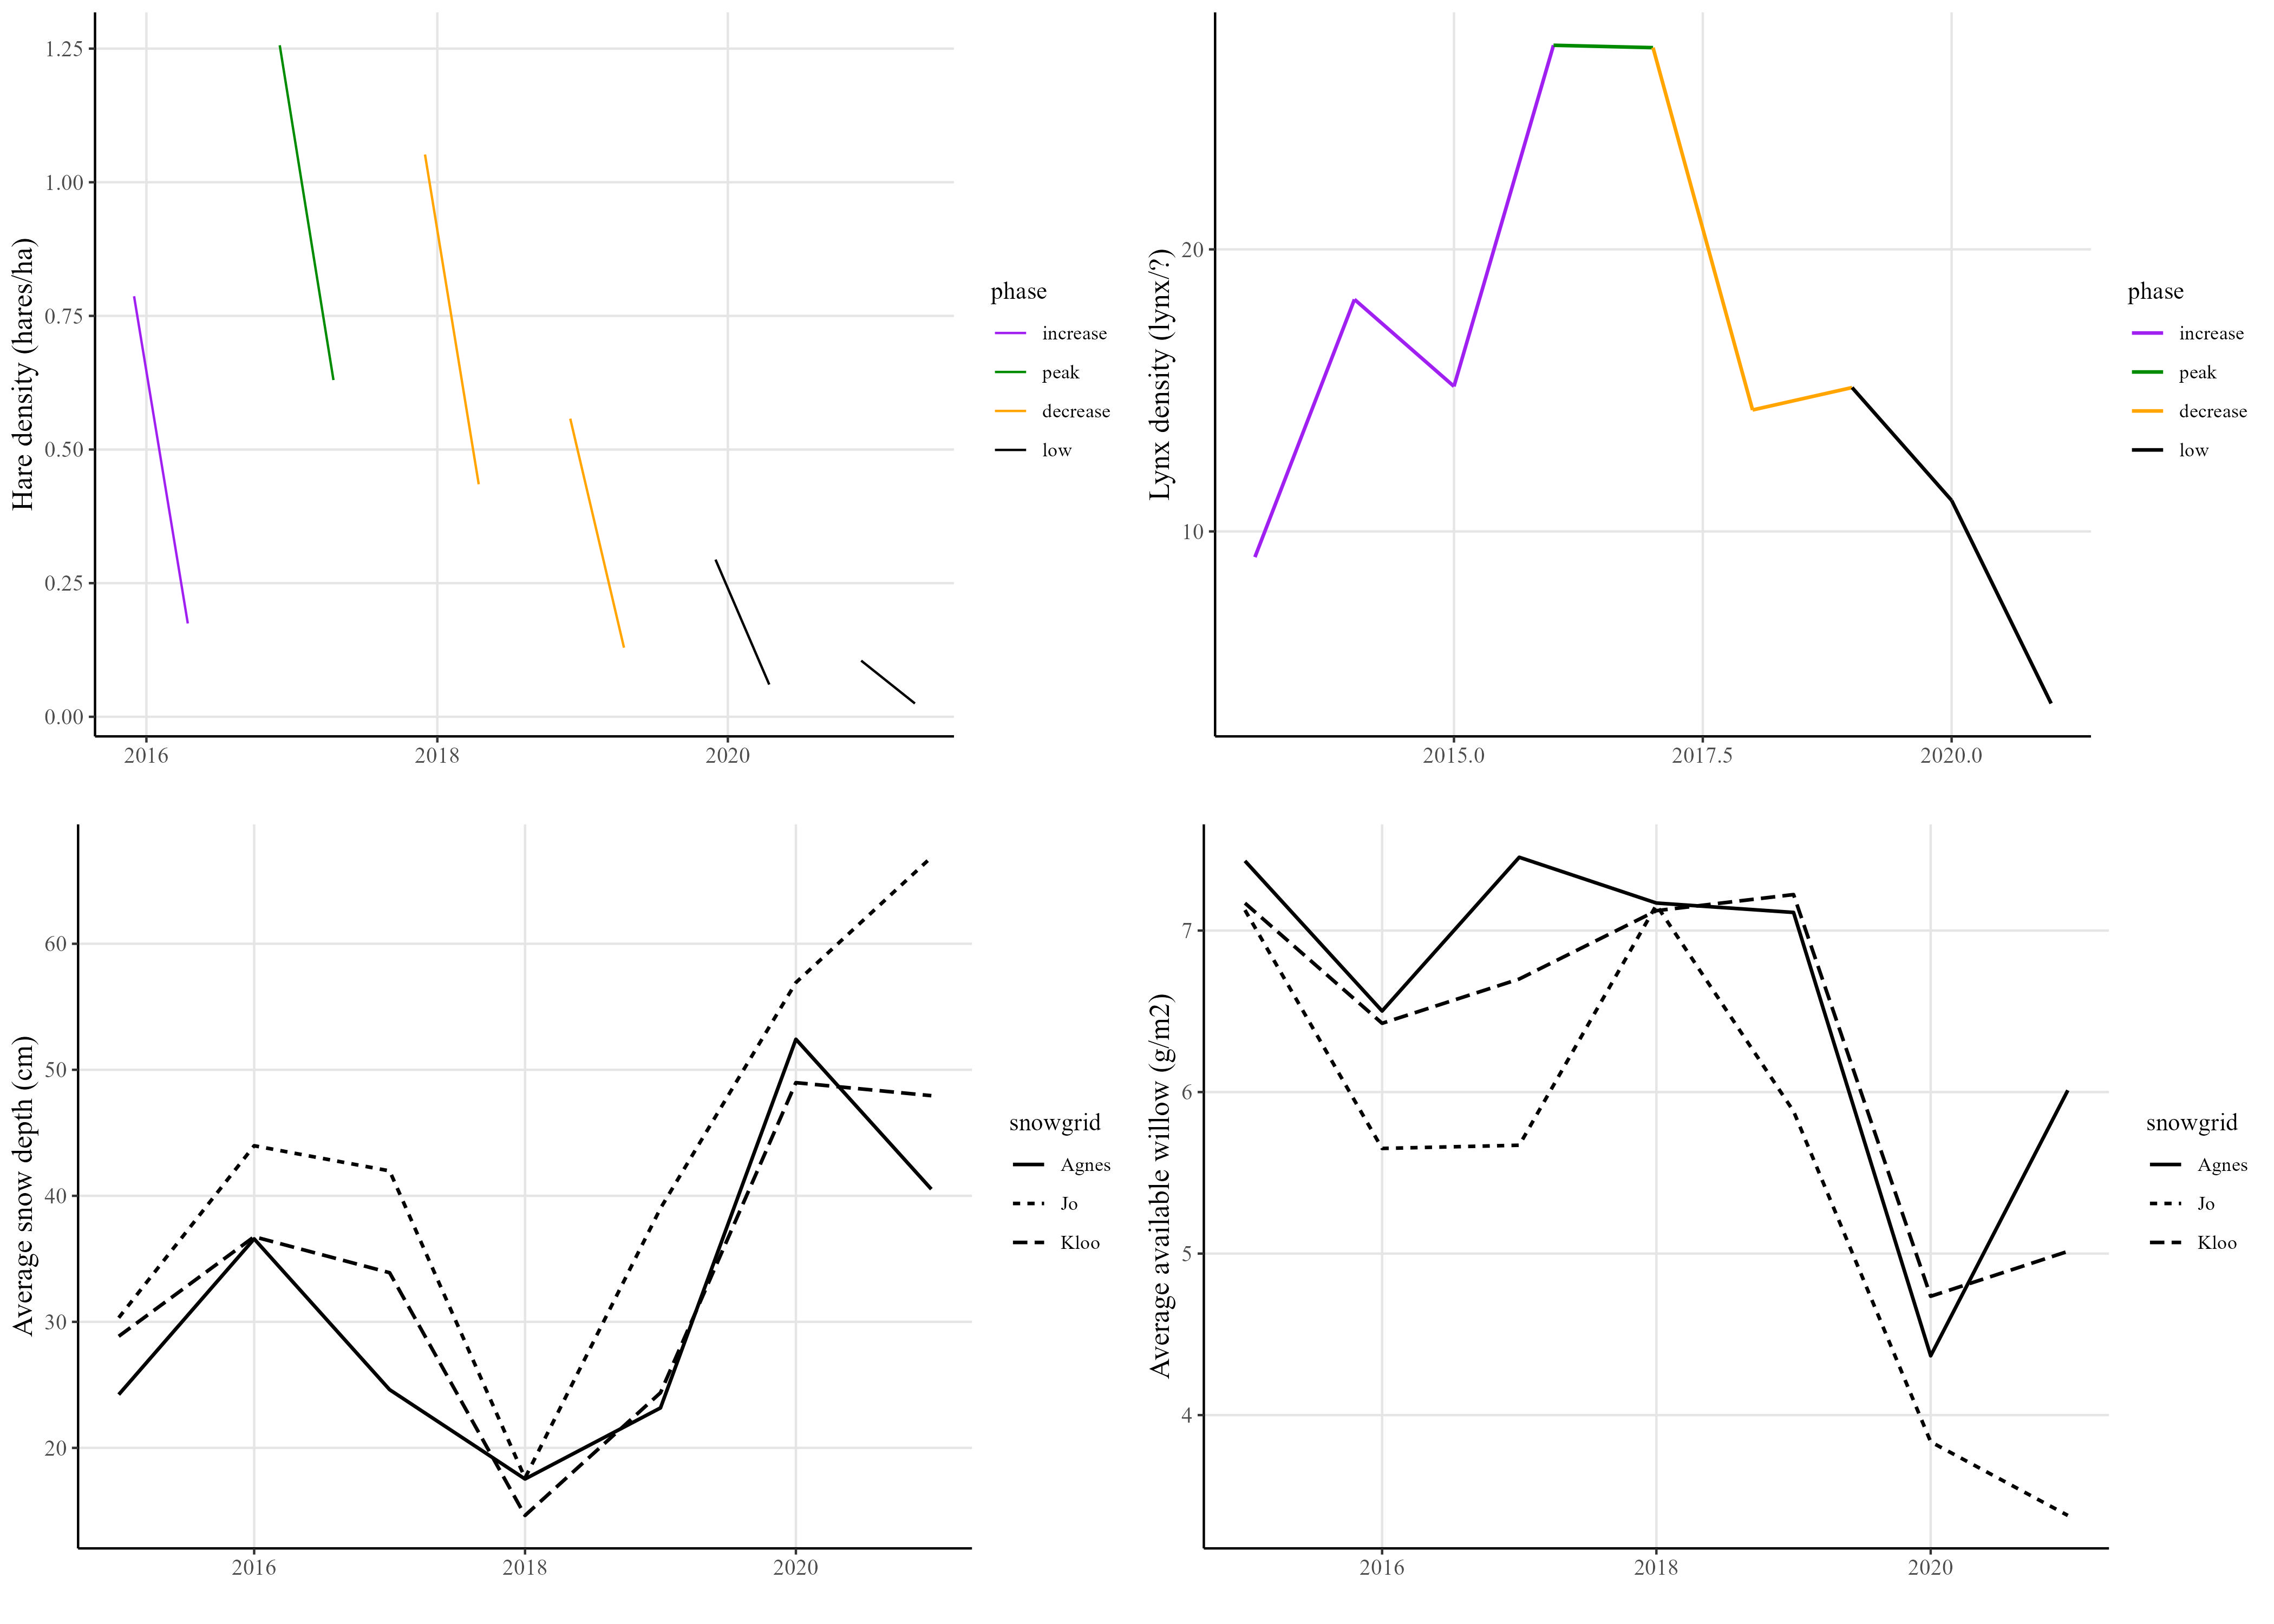 Hare density (hares/ha)
1.25
1.00
0.75
0.50
0.25
0.00
2016 2018 2020
phase
increase
peak
decrease
low
Lynx density (lynx/?)
20
10
2015.0 2017.5 2020.0
phase
increase
peak
decrease
low
Average snow depth (cm)
60
50
40
30
20
2016 2018 2020
snowgrid
Agnes
Jo
Kloo
Average available willow (g/m2)
7
6
5
4
2016 2018 2020
snowgrid
Agnes
Jo
Kloo